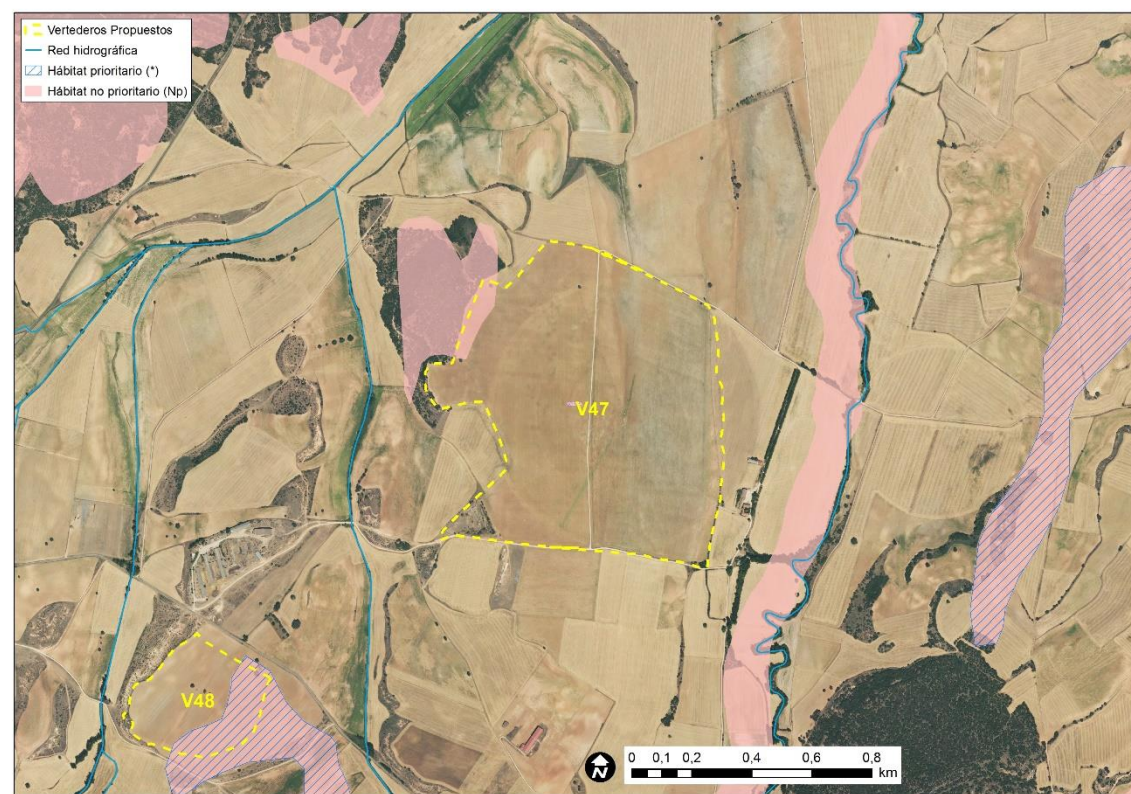 Vertederos Propuestos
Red hidrográfica
Hábitat prioritario (*)
Hábitat no prioritario (Np)
V47
V48
N
0 0,1 0,2 0,4 0,6 0,8
km